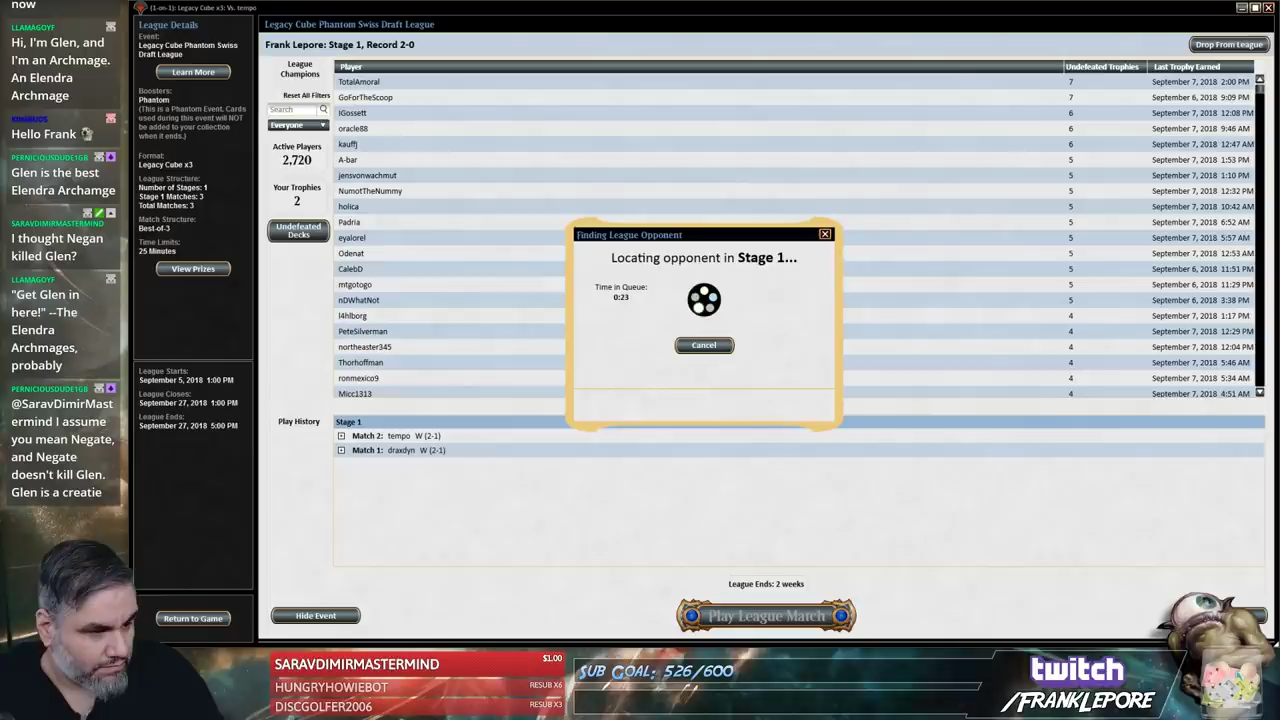 now
LLAMAGOYF
Hi, I'm Glen, and
I'm an Archmage.
An Elendra
Archmage
Hello Frank
PERNICIOUSDUDE1GB
Glen is the best
Elendra Archamge
SARAVDIMIRMASTERMIND
I thought Negan
killed Glen?
LLAMAGOYF
"Get Glen in
here!" --The
Elendra
Archmages,
probably
PERNICIOUSDUDE1GB
@SaravDimirMast
ermind I assume
you mean Negate,
and Negate
doesn't kill Glen.
Glen is a creatie
(1-on-1): Legacy Cube x3: Vs. tempo
League Details
Event:
Legacy Cube Phantom Swiss
Draft League
Learn More
Boosters:
Phantom
(This is a Phantom Event. Cards
used during this event will NOT
be added to your collection
when it ends.)
Format:
Legacy Cube x3
League Structure:
Number of Stages: 1
Stage 1 Matches: 3
Total Matches: 3
Match Structure:
Best-of-3
Time Limits:
25 Minutes
View Prizes
League Starts:
September 5, 2018 1:00 PM
League Closes:
September 27, 2018 1:00 PM
League Ends:
September 27, 2018 5:00 PM
Return to Game
Legacy Cube Phantom Swiss Draft League
Frank Lepore: Stage 1, Record 2-0
Drop From League
League
Champions
Reset All Filters
Search
Everyone
Active Players
2,720
Your Trophies
2
Undefeated
Decks
Player Undefeated Trophies Last Trophy Earned
TotalAmoral 7 September 7, 2018 2:00 PM
GoForTheScoop 7 September 6, 2018 9:09 PM
IGossett 6 September 7, 2018 12:08 PM
oracle88 6 September 7, 2018 9:46 AM
kauffj 6 September 7, 2018 12:47 AM
A-bar 5 September 7, 2018 1:53 PM
jensvonwachmut 5 September 7, 2018 1:10 PM
NumotTheNummy 5 September 7, 2018 12:32 PM
holica 5 September 7, 2018 10:42 AM
Padria 5 September 7, 2018 6:52 AM
eyalorel 5 September 7, 2018 5:57 AM
Odenat 5 September 7, 2018 12:53 AM
CalebD 5 September 6, 2018 11:51 PM
mtgotogo 5 September 6, 2018 11:29 PM
nDWhatNot 5 September 6, 2018 3:38 PM
l4hlborg 4 September 7, 2018 1:17 PM
PeteSilverman 4 September 7, 2018 12:29 PM
northeaster345 4 September 7, 2018 12:04 PM
Thorhoffman 4 September 7, 2018 5:46 AM
ronmexico9 4 September 7, 2018 5:34 AM
Micc1313 4 September 7, 2018 4:51 AM
Finding League Opponent
Locating opponent in Stage 1...
Time in Queue:
0:23
Cancel
Play History
Stage 1
Match 2: tempo W (2-1)
Match 1: draxdyn W (2-1)
League Ends: 2 weeks
Hide Event
Play League Match
SARAVDIMIRMASTERMIND $1.00
HUNGRYHOWIEBOT RESUB X6
DISCGOLFER2006 RESUB X3
SUB GOAL: 526/600
twitch
/FRANKLEPORE